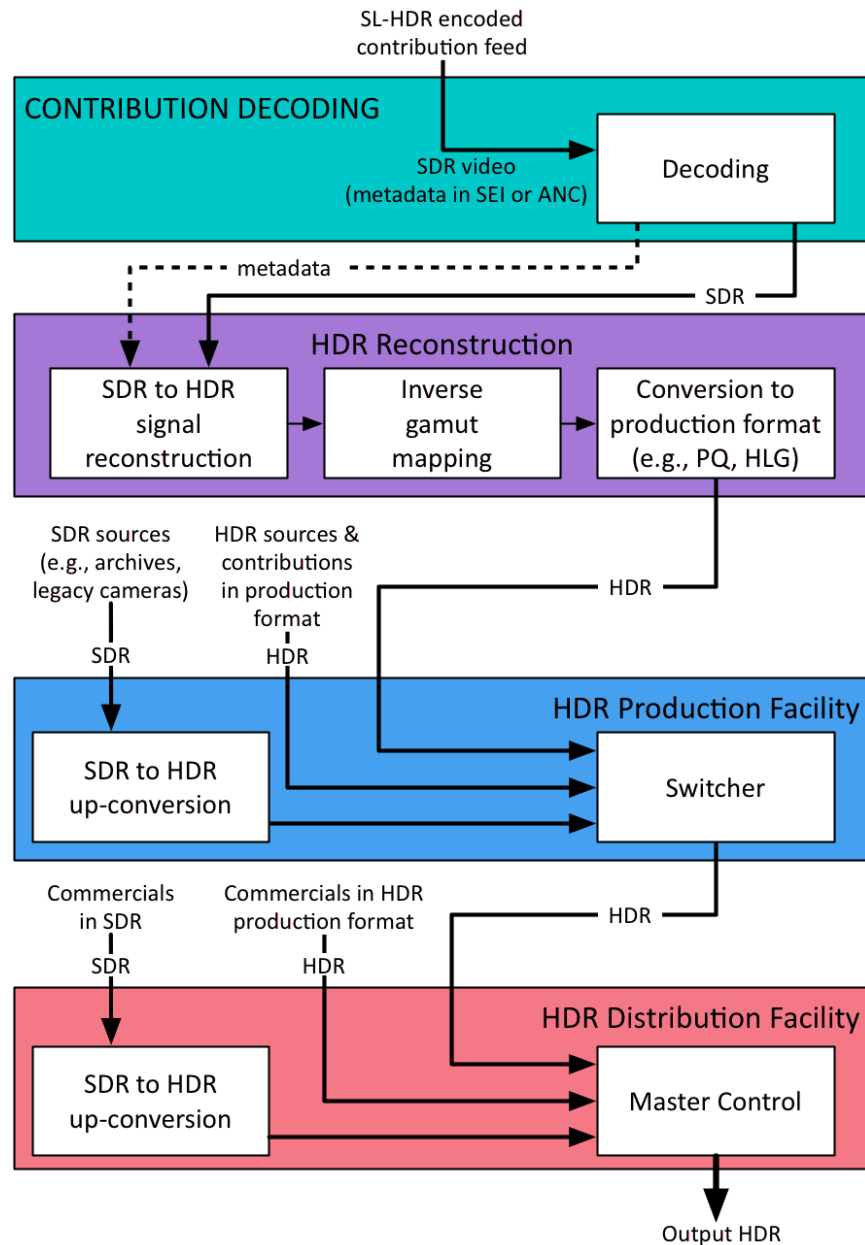 SL-HDR encoded
contribution feed
CONTRIBUTION DECODING
SDR video
(metadata in SEI or ANC)
Decoding
metadata
SDR
HDR Reconstruction
SDR to HDR
signal
reconstruction
Inverse
gamut
mapping
Conversion to
production format
(e.g., PQ, HLG)
SDR sources
(e.g., archives,
legacy cameras)
SDR
HDR sources &
contributions
in production
format
HDR
HDR
HDR Production Facility
SDR to HDR
up-conversion
Switcher
Commercials
in SDR
SDR
Commercials in HDR
production format
HDR
HDR
HDR Distribution Facility
SDR to HDR
up-conversion
Master Control
Output HDR